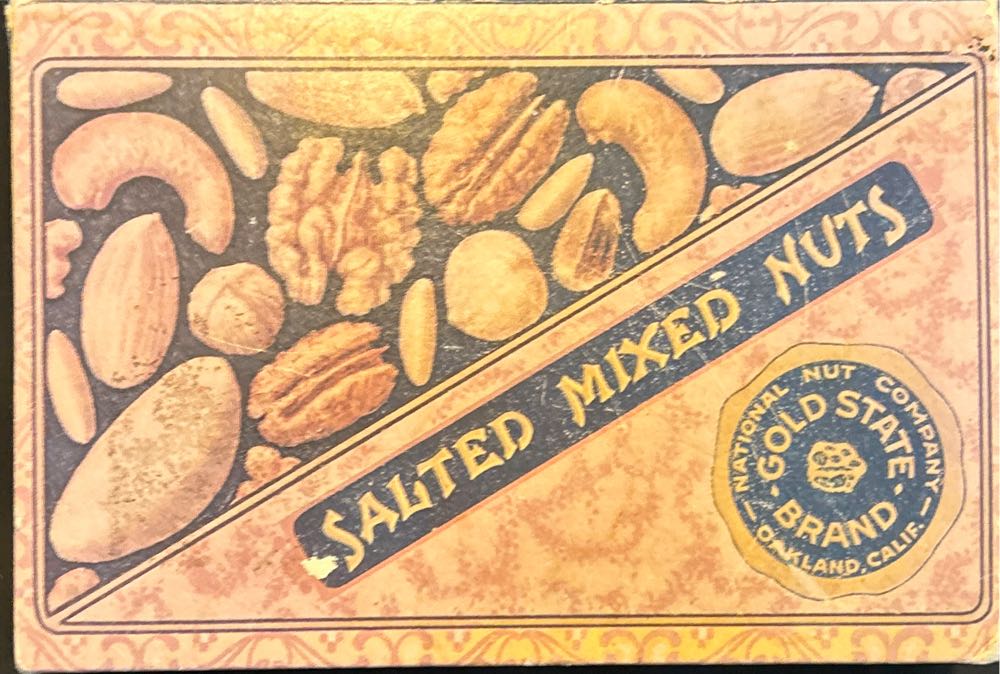 SALTED MIXED NUTS
NATIONAL NUT COMPANY
GOLD STATE
BRAND
OAKLAND, CALIF.